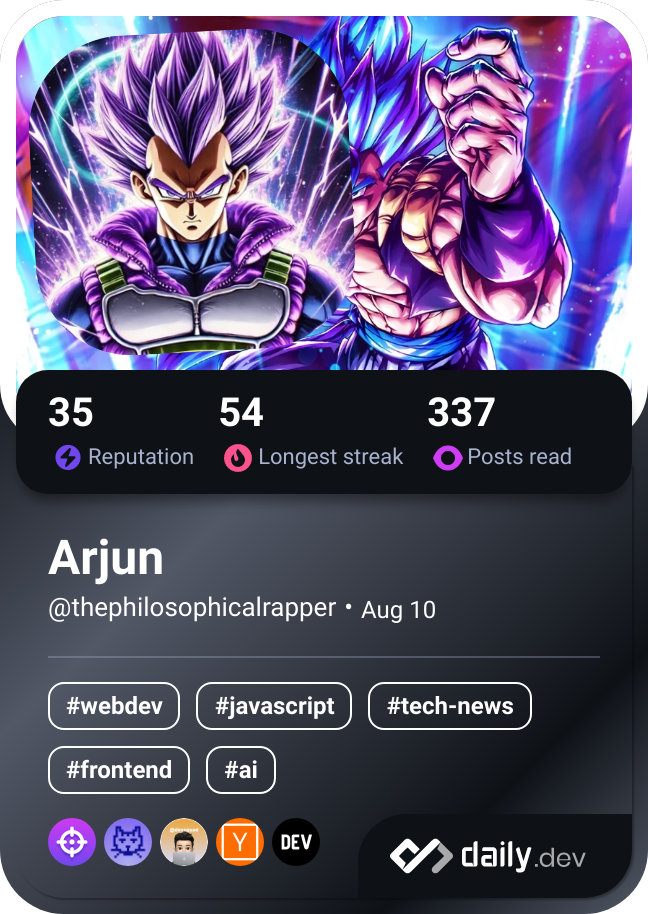 35 54 337
Reputation Longest streak Posts read
Arjun
@thephilosophicalrapper • Aug 10
#webdev #javascript #tech-news
#frontend #ai
Y DEV daily.dev